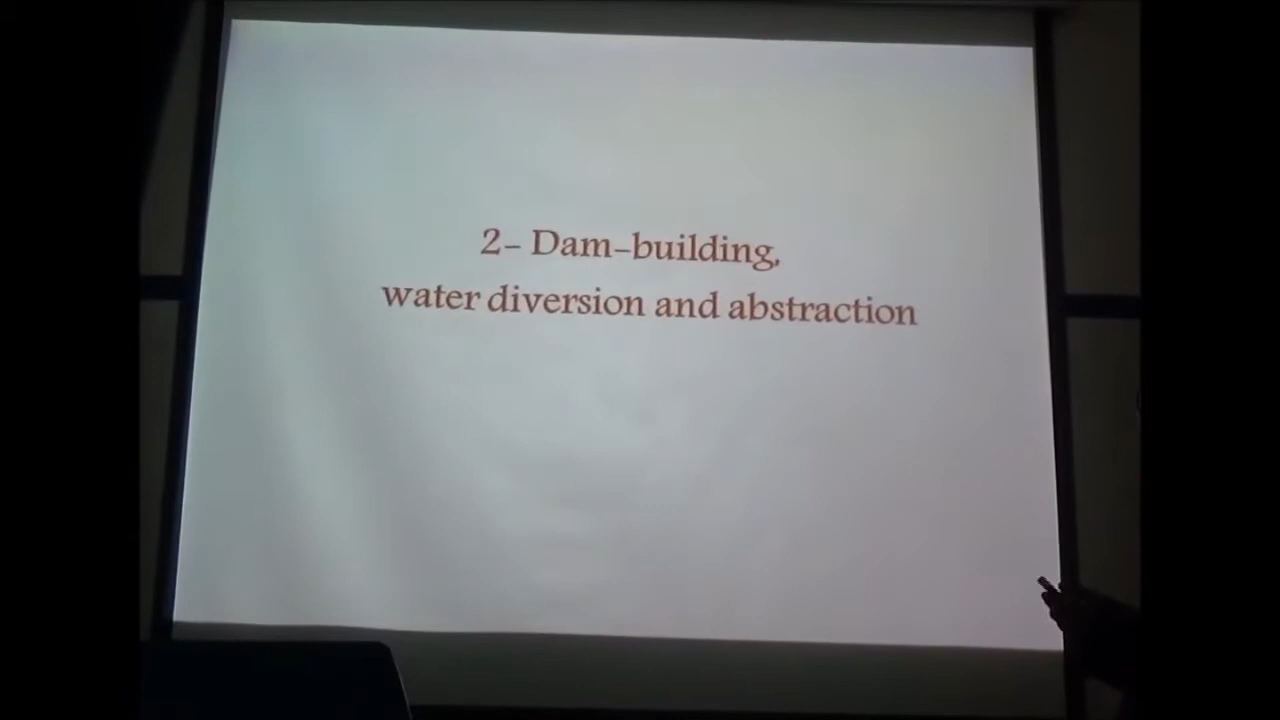 2- Dam-building,
water diversion and abstraction